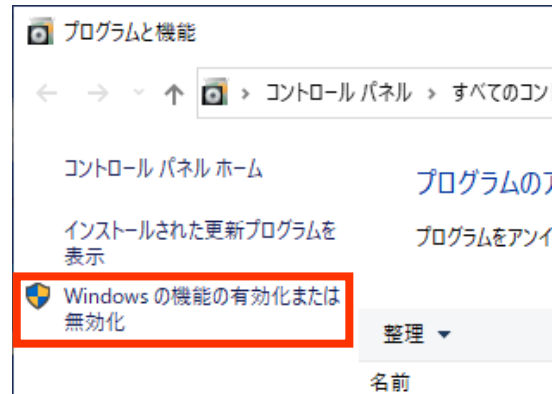 プログラムと機能
コントロール パネル › すべてのコン
コントロール パネル ホーム
プログラムの
インストールされた更新プログラムを
表示
プログラムをアンイ
Windows の機能の有効化または
無効化
整理
名前